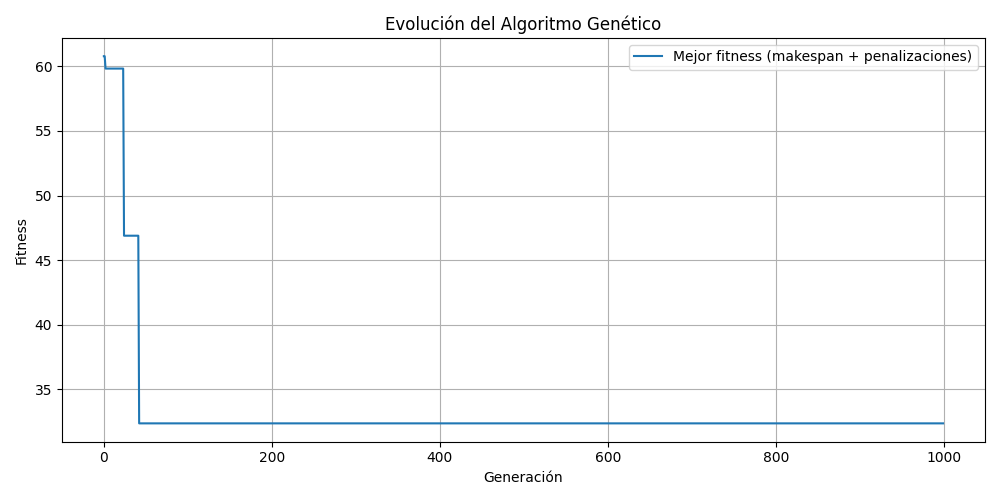 Evolución del Algoritmo Genético
Mejor fitness (makespan + penalizaciones)
60
55
50
45
40
35
Fitness
0 200 400 600 800 1000
Generación